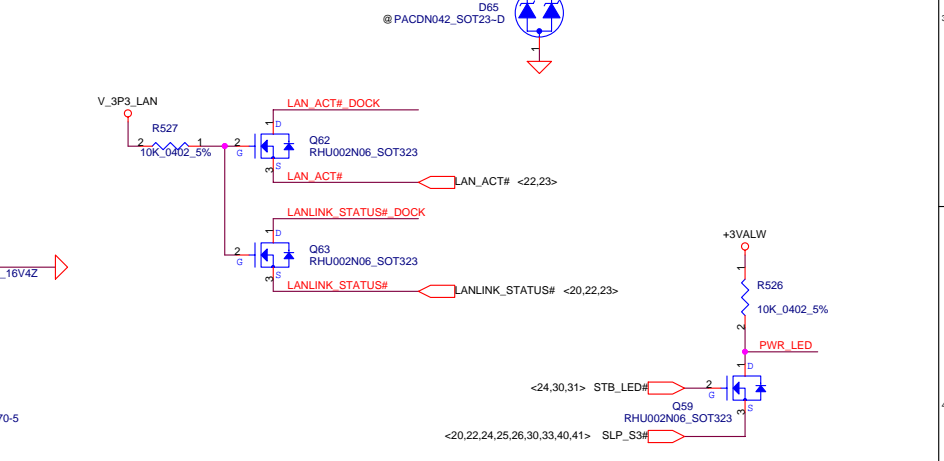 D65
@PACDN042_SOT23~D
1
3
V_3P3_LAN
R527
2 1
10K_0402_5%
LAN_ACT#_DOCK
1 D
2 G
Q62
RHU002N06_SOT323
3 S
LAN_ACT#
LAN_ACT# <22,23>
LANLINK_STATUS#_DOCK
1 D
2 G
Q63
RHU002N06_SOT323
3 S
LANLINK_STATUS#
LANLINK_STATUS# <20,22,23>
_16V4Z
+3VALW
1
R526
10K_0402_5%
2
PWR_LED
1 D
<24,30,31> STB_LED#
2 G
Q59
RHU002N06_SOT323
3 S
<20,22,24,25,26,30,33,40,41> SLP_S3#
70-5
4